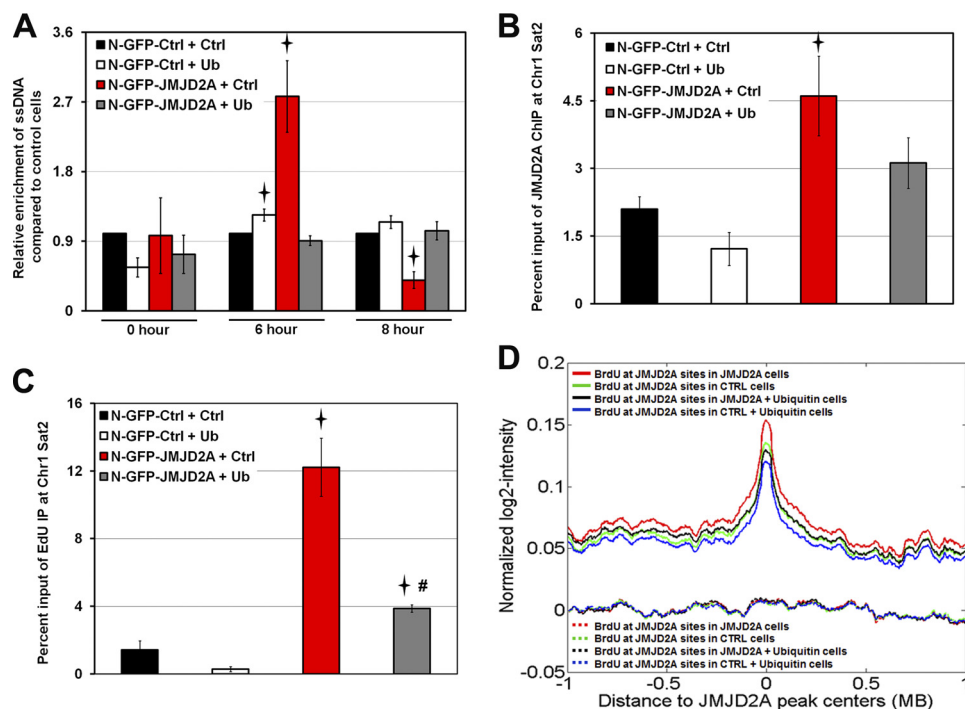 A
Relative enrichment of ssDNA
compared to control cells
3.6
2.7
1.8
0.9
0
N-GFP-Ctrl + Ctrl
N-GFP-Ctrl + Ub
N-GFP-JMJD2A + Ctrl
N-GFP-JMJD2A + Ub
0 hour
6 hour
8 hour
B
Percent input of JMJD2A ChIP at Chr1 Sat2
6
4.5
3
1.5
0
N-GFP-Ctrl + Ctrl
N-GFP-Ctrl + Ub
N-GFP-JMJD2A + Ctrl
N-GFP-JMJD2A + Ub
C
Percent input of EdU IP at Chr1 Sat2
16
12
8
4
0
N-GFP-Ctrl + Ctrl
N-GFP-Ctrl + Ub
N-GFP-JMJD2A + Ctrl
N-GFP-JMJD2A + Ub
#
D
Normalized log2-intensity
0.2
0.15
0.1
0.05
0
-0.05
BrdU at JMJD2A sites in JMJD2A cells
BrdU at JMJD2A sites in CTRL cells
BrdU at JMJD2A sites in JMJD2A + Ubiquitin cells
BrdU at JMJD2A sites in CTRL + Ubiquitin cells
BrdU at JMJD2A sites in JMJD2A cells
BrdU at JMJD2A sites in CTRL cells
BrdU at JMJD2A sites in JMJD2A + Ubiquitin cells
BrdU at JMJD2A sites in CTRL + Ubiquitin cells
-1
-0.5
0
0.5
1
Distance to JMJD2A peak centers (MB)